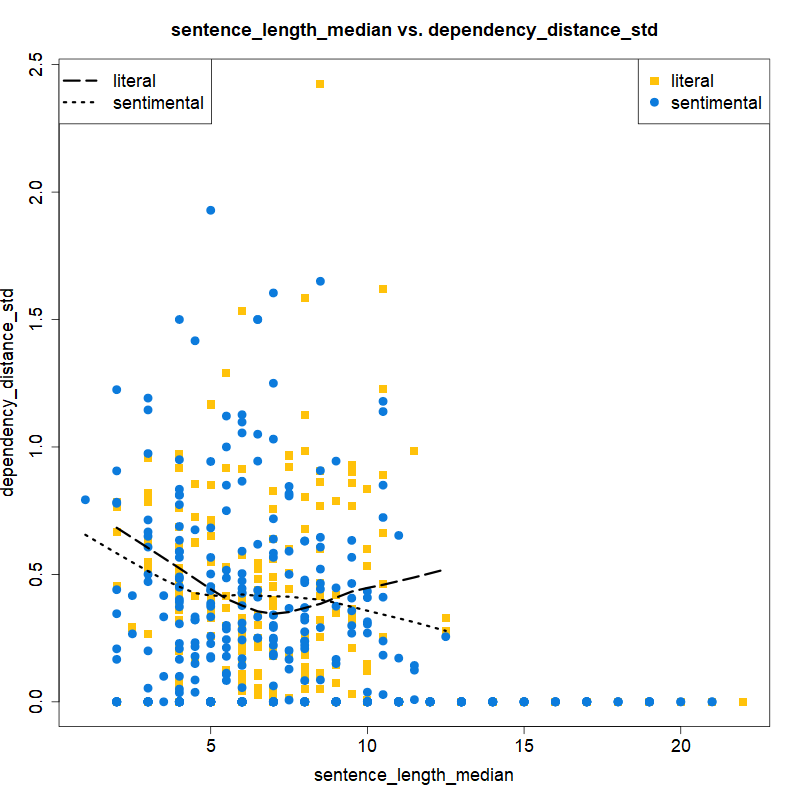 sentence_length_median vs. dependency_distance_std
literal
sentimental
literal
sentimental
dependency_distance_std
2.5
2.0
1.5
1.0
0.5
0.0
5 10 15 20
sentence_length_median